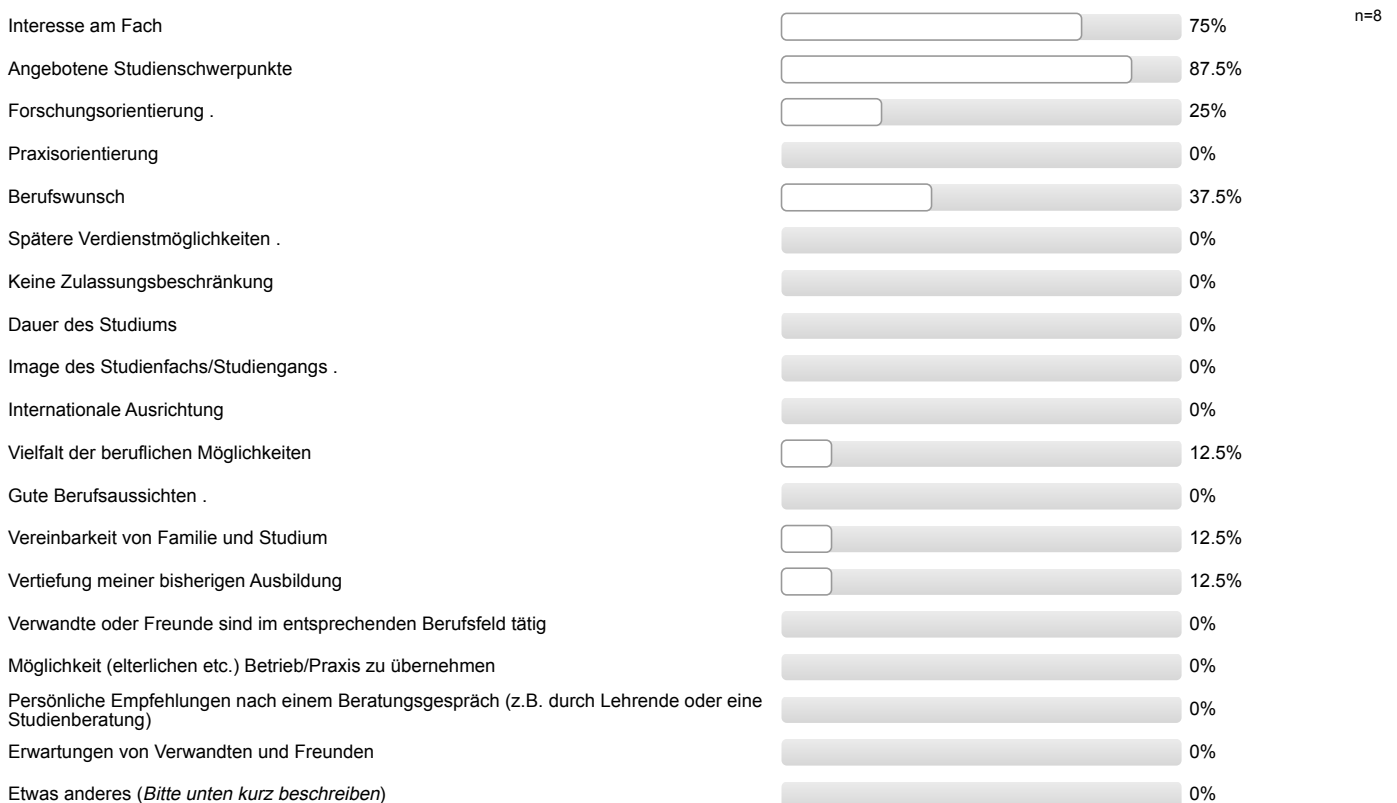 Interesse am Fach 75% n=8
Angebotene Studienschwerpunkte 87.5%
Forschungsorientierung . 25%
Praxisorientierung 0%
Berufswunsch 37.5%
Spätere Verdienstmöglichkeiten . 0%
Keine Zulassungsbeschränkung 0%
Dauer des Studiums 0%
Image des Studienfachs/Studiengangs . 0%
Internationale Ausrichtung 0%
Vielfalt der beruflichen Möglichkeiten 12.5%
Gute Berufsaussichten . 0%
Vereinbarkeit von Familie und Studium 12.5%
Vertiefung meiner bisherigen Ausbildung 12.5%
Verwandte oder Freunde sind im entsprechenden Berufsfeld tätig 0%
Möglichkeit (elterlichen etc.) Betrieb/Praxis zu übernehmen 0%
Persönliche Empfehlungen nach einem Beratungsgespräch (z.B. durch Lehrende oder eine
Studienberatung) 0%
Erwartungen von Verwandten und Freunden 0%
Etwas anderes (Bitte unten kurz beschreiben) 0%